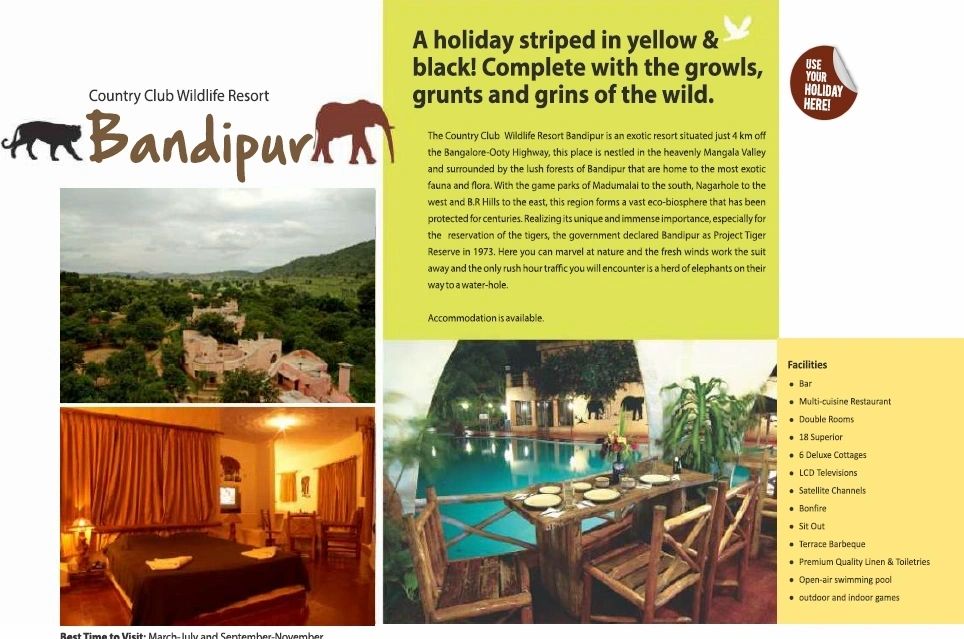 Country Club Wildlife Resort
Bandipur
A holiday striped in yellow &
black! Complete with the growls,
grunts and grins of the wild.
USE
YOUR
HOLIDAY
HERE!
The Country Club Wildlife Resort Bandipur is an exotic resort situated just 4 km off
the Bangalore-Ooty Highway, this place is nestled in the heavenly Mangala Valley
and surrounded by the lush forests of Bandipur that are home to the most exotic
fauna and flora. With the game parks of Madumalai to the south, Nagarhole to the
west and B.R Hills to the east, this region forms a vast eco-biosphere that has been
protected for centuries. Realizing its unique and immense importance, especially for
the reservation of the tigers, the government declared Bandipur as Project Tiger
Reserve in 1973. Here you can marvel at nature and the fresh winds work the suit
away and the only rush hour traffic you will encounter is a herd of elephants on their
way to a water-hole.
Accommodation is available.
Facilities
• Bar
• Multi-cuisine Restaurant
• Double Rooms
• 18 Superior
• 6 Deluxe Cottages
• LCD Televisions
• Satellite Channels
• Bonfire
• Sit Out
• Terrace Barbeque
• Premium Quality Linen & Toiletries
• Open-air swimming pool
• outdoor and indoor games
Best Time to Visit: March-July and September-November